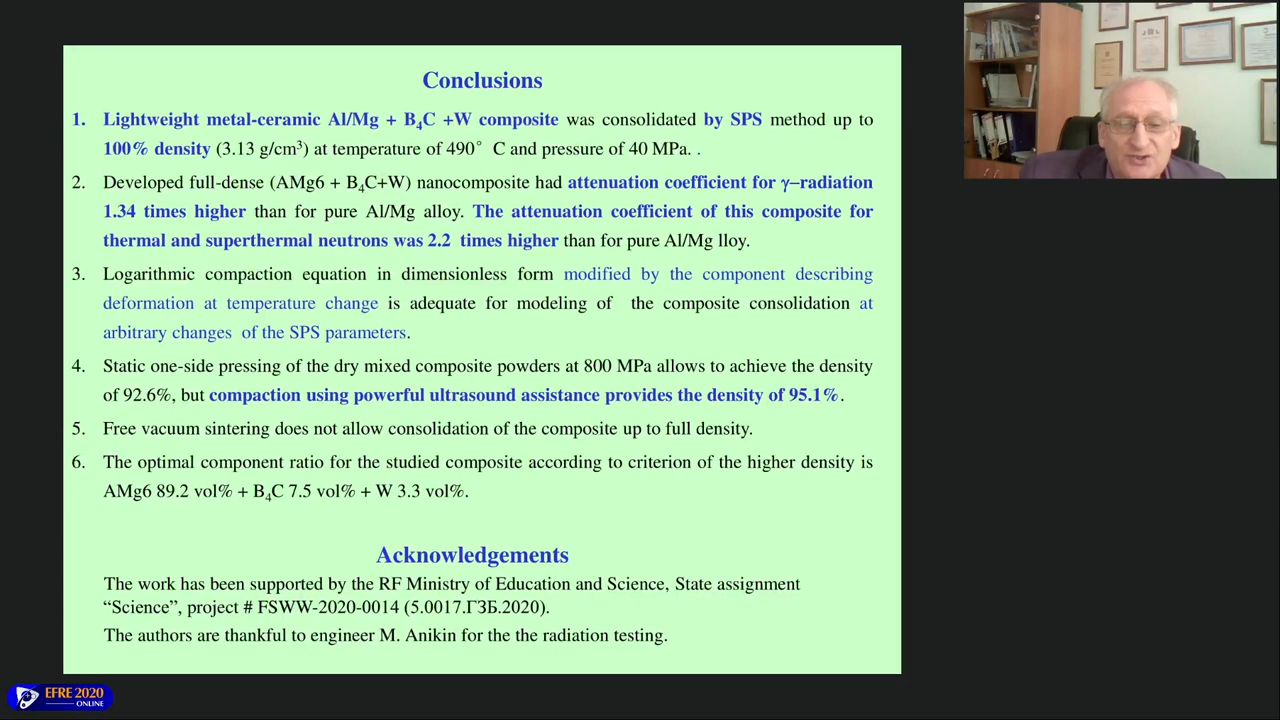 Conclusions
1. Lightweight metal-ceramic Al/Mg + B₄C +W composite was consolidated by SPS method up to
100% density (3.13 g/cm³) at temperature of 490° C and pressure of 40 MPa. .
2. Developed full-dense (AMg6 + B₄C+W) nanocomposite had attenuation coefficient for γ–radiation
1.34 times higher than for pure Al/Mg alloy. The attenuation coefficient of this composite for
thermal and superthermal neutrons was 2.2 times higher than for pure Al/Mg lloy.
3. Logarithmic compaction equation in dimensionless form modified by the component describing
deformation at temperature change is adequate for modeling of the composite consolidation at
arbitrary changes of the SPS parameters.
4. Static one-side pressing of the dry mixed composite powders at 800 MPa allows to achieve the density
of 92.6%, but compaction using powerful ultrasound assistance provides the density of 95.1%.
5. Free vacuum sintering does not allow consolidation of the composite up to full density.
6. The optimal component ratio for the studied composite according to criterion of the higher density is
AMg6 89.2 vol% + B₄C 7.5 vol% + W 3.3 vol%.
Acknowledgements
The work has been supported by the RF Ministry of Education and Science, State assignment
“Science”, project # FSWW-2020-0014 (5.0017.ГЗБ.2020).
The authors are thankful to engineer M. Anikin for the the radiation testing.
EFRE 2020
ONLINE